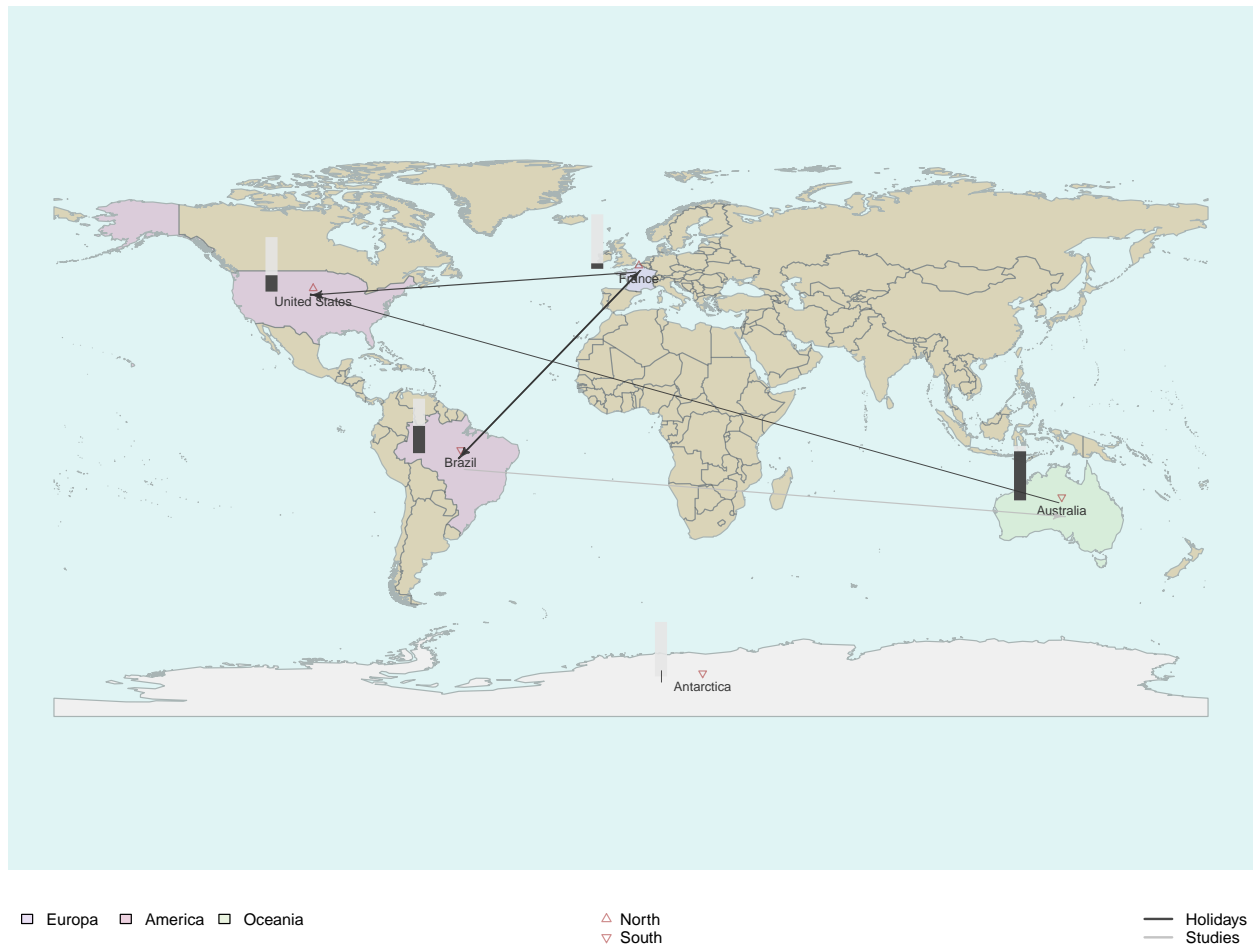 France
United States
Brazil
Australia
Antarctica
Europa America Oceania
North
South
Holidays
Studies